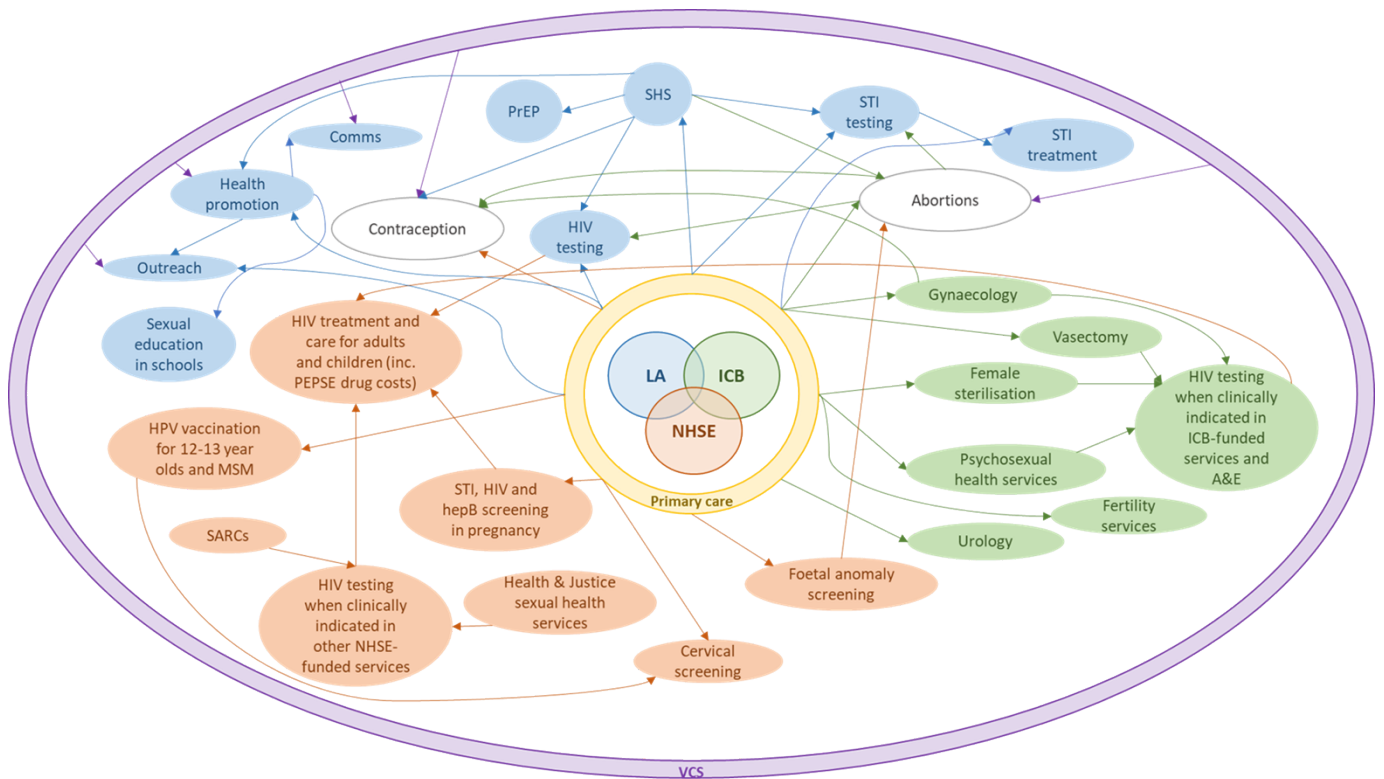 SHS
PrEP
STI
testing
STI
treatment
Comms
Health
promotion
Contraception
HIV
testing
Abortions
Outreach
Sexual
education
in schools
HIV treatment and
care for adults
and children (inc.
PEPSE drug costs)
Gynaecology
Vasectomy
Female
sterilisation
HIV testing
when clinically
indicated in
ICB-funded
services and
A&E
LA
ICB
NHSE
Primary care
HPV vaccination
for 12-13 year
olds and MSM
STI, HIV and
hepB screening
in pregnancy
Psychosexual
health services
Fertility
services
Urology
SARCs
HIV testing
when clinically
indicated in
other NHSE-
funded services
Health & Justice
sexual health
services
Foetal anomaly
screening
Cervical
screening
VCS